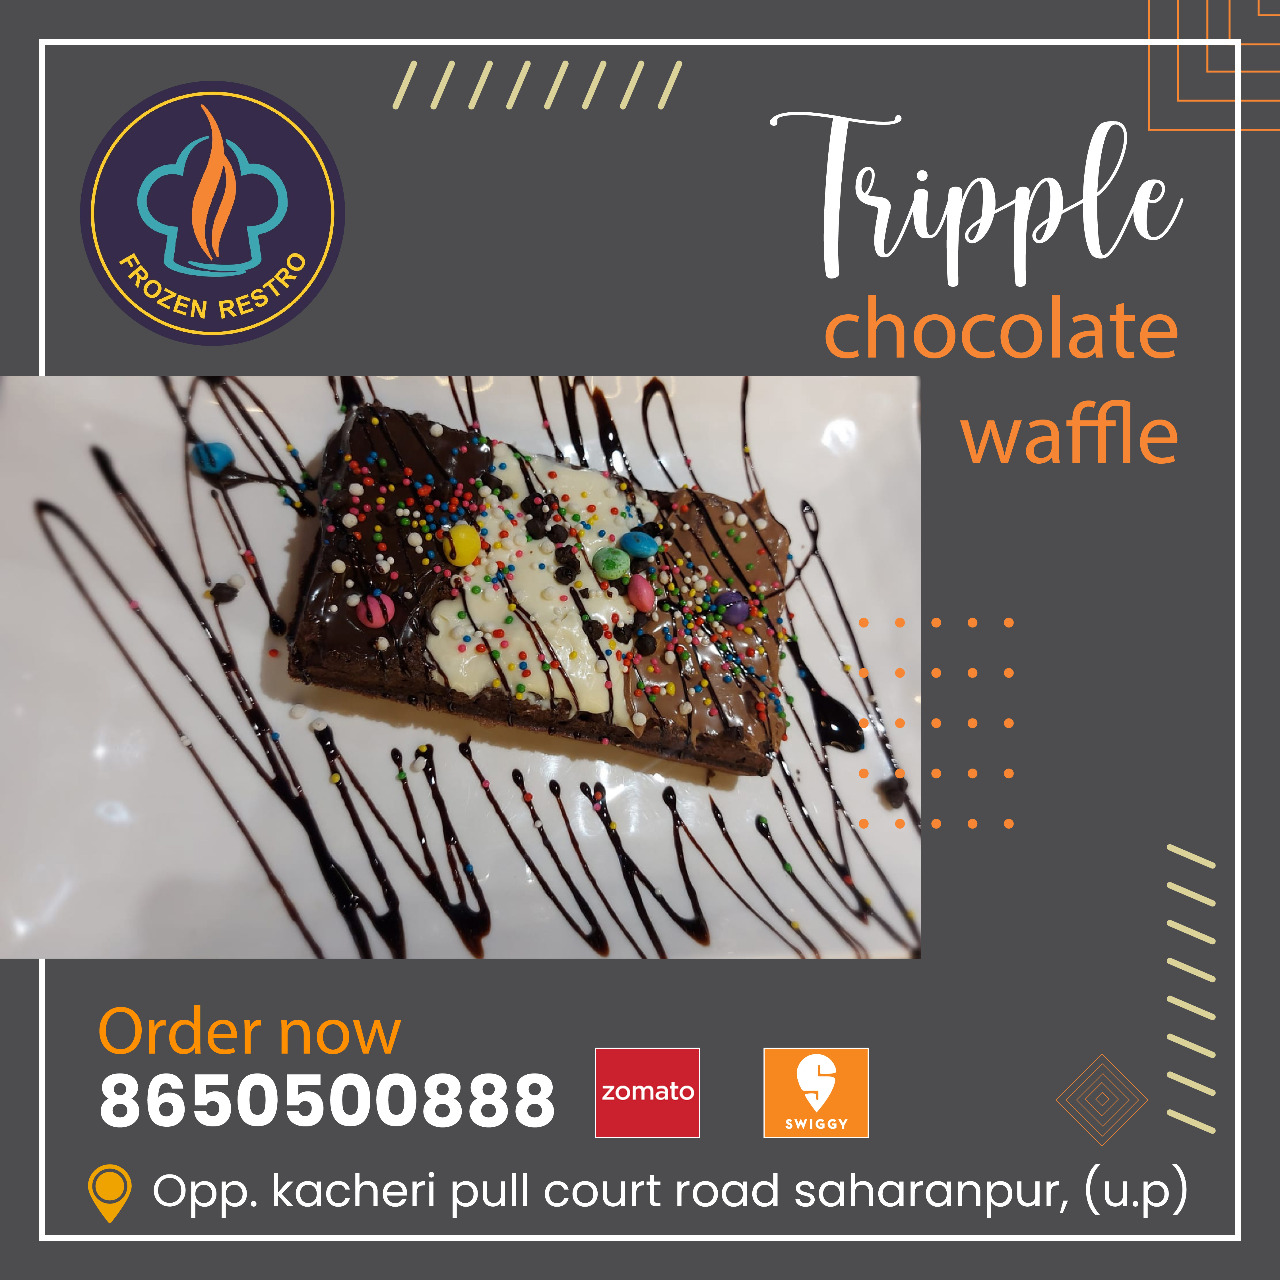 FROZEN RESTRO
Tripple
chocolate
waffle
Order now
8650500888
zomato
SWIGGY
Opp. kacheri pull court road saharanpur, (u.p)